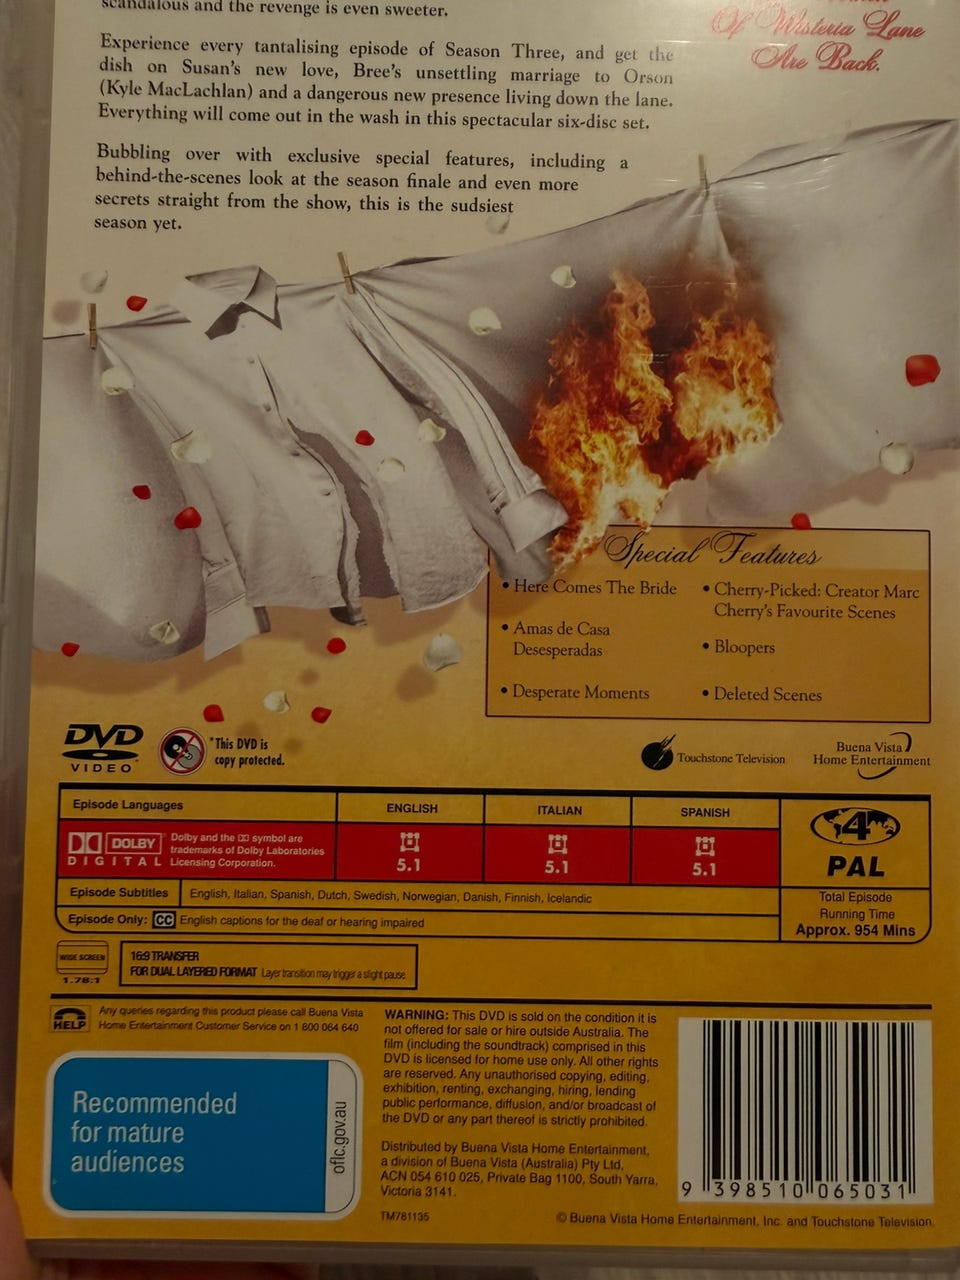 scandalous and the revenge is even sweeter.
Of Wisteria Lane
Are Back.
Experience every tantalising episode of Season Three, and get the
dish on Susan's new love, Bree's unsettling marriage to Orson
(Kyle MacLachlan) and a dangerous new presence living down the lane.
Everything will come out in the wash in this spectacular six-disc set.
Bubbling over with exclusive special features, including a
behind-the-scenes look at the season finale and even more
secrets straight from the show, this is the sudsiest
season yet.
Special Features
• Here Comes The Bride
• Amas de Casa
Desesperadas
• Desperate Moments
• Cherry-Picked: Creator Marc
Cherry's Favourite Scenes
• Bloopers
• Deleted Scenes
DVD
VIDEO
*This DVD is
copy protected.
Touchstone Television
Buena Vista
Home Entertainment
Episode Languages
ENGLISH
ITALIAN
SPANISH
DOLBY
DIGITAL
Dolby and the DD symbol are
trademarks of Dolby Laboratories
Licensing Corporation.
5.1
5.1
5.1
4
PAL
Episode Subtitles
English, Italian, Spanish, Dutch, Swedish, Norwegian, Danish, Finnish, Icelandic
Episode Only: CC English captions for the deaf or hearing impaired
Total Episode
Running Time
Approx. 954 Mins
WIDE SCREEN
1.78:1
16:9 TRANSFER
FOR DUAL LAYERED FORMAT Layer transition may trigger a slight pause.
HELP
Any queries regarding this product please call Buena Vista
Home Entertainment Customer Service on 1 800 064 640
WARNING: This DVD is sold on the condition it is
not offered for sale or hire outside Australia. The
film (including the soundtrack) comprised in this
DVD is licensed for home use only. All other rights
are reserved. Any unauthorised copying, editing,
exhibition, renting, exchanging, hiring, lending
public performance, diffusion, and/or broadcast of
the DVD or any part thereof is strictly prohibited.
Distributed by Buena Vista Home Entertainment,
a division of Buena Vista (Australia) Pty Ltd,
ACN 054 610 025, Private Bag 1100, South Yarra,
Victoria 3141.
TM781135
Recommended
for mature
audiences
oflc.gov.au
9 398510 065031
© Buena Vista Home Entertainment, Inc. and Touchstone Television.